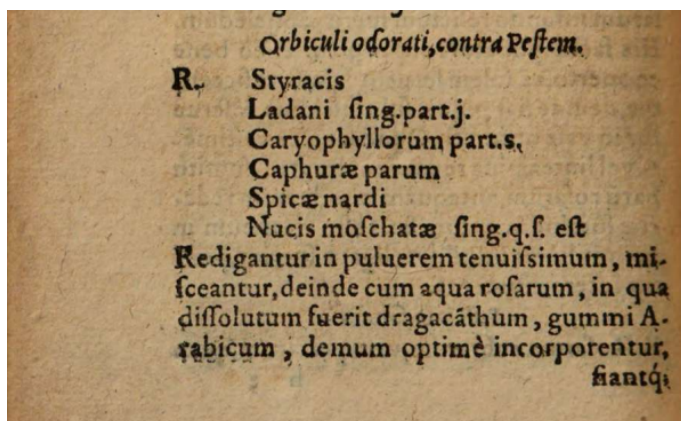 Orbiculi odorati, contra Pestem.
R. Styracis
Ladani ſing.part.j.
Caryophyllorum part.s.
Caphuræ parum
Spicæ nardi
Nucis moſchatæ ſing.q.ſ. eſt
Redigantur in puluerem tenuiſsimum, mi-
ſceantur, deinde cum aqua roſarum, in qua
diſſolutum fuerit dragacāthum, gummi A-
rabicum, demum optimè incorporentur,
fiantq́;